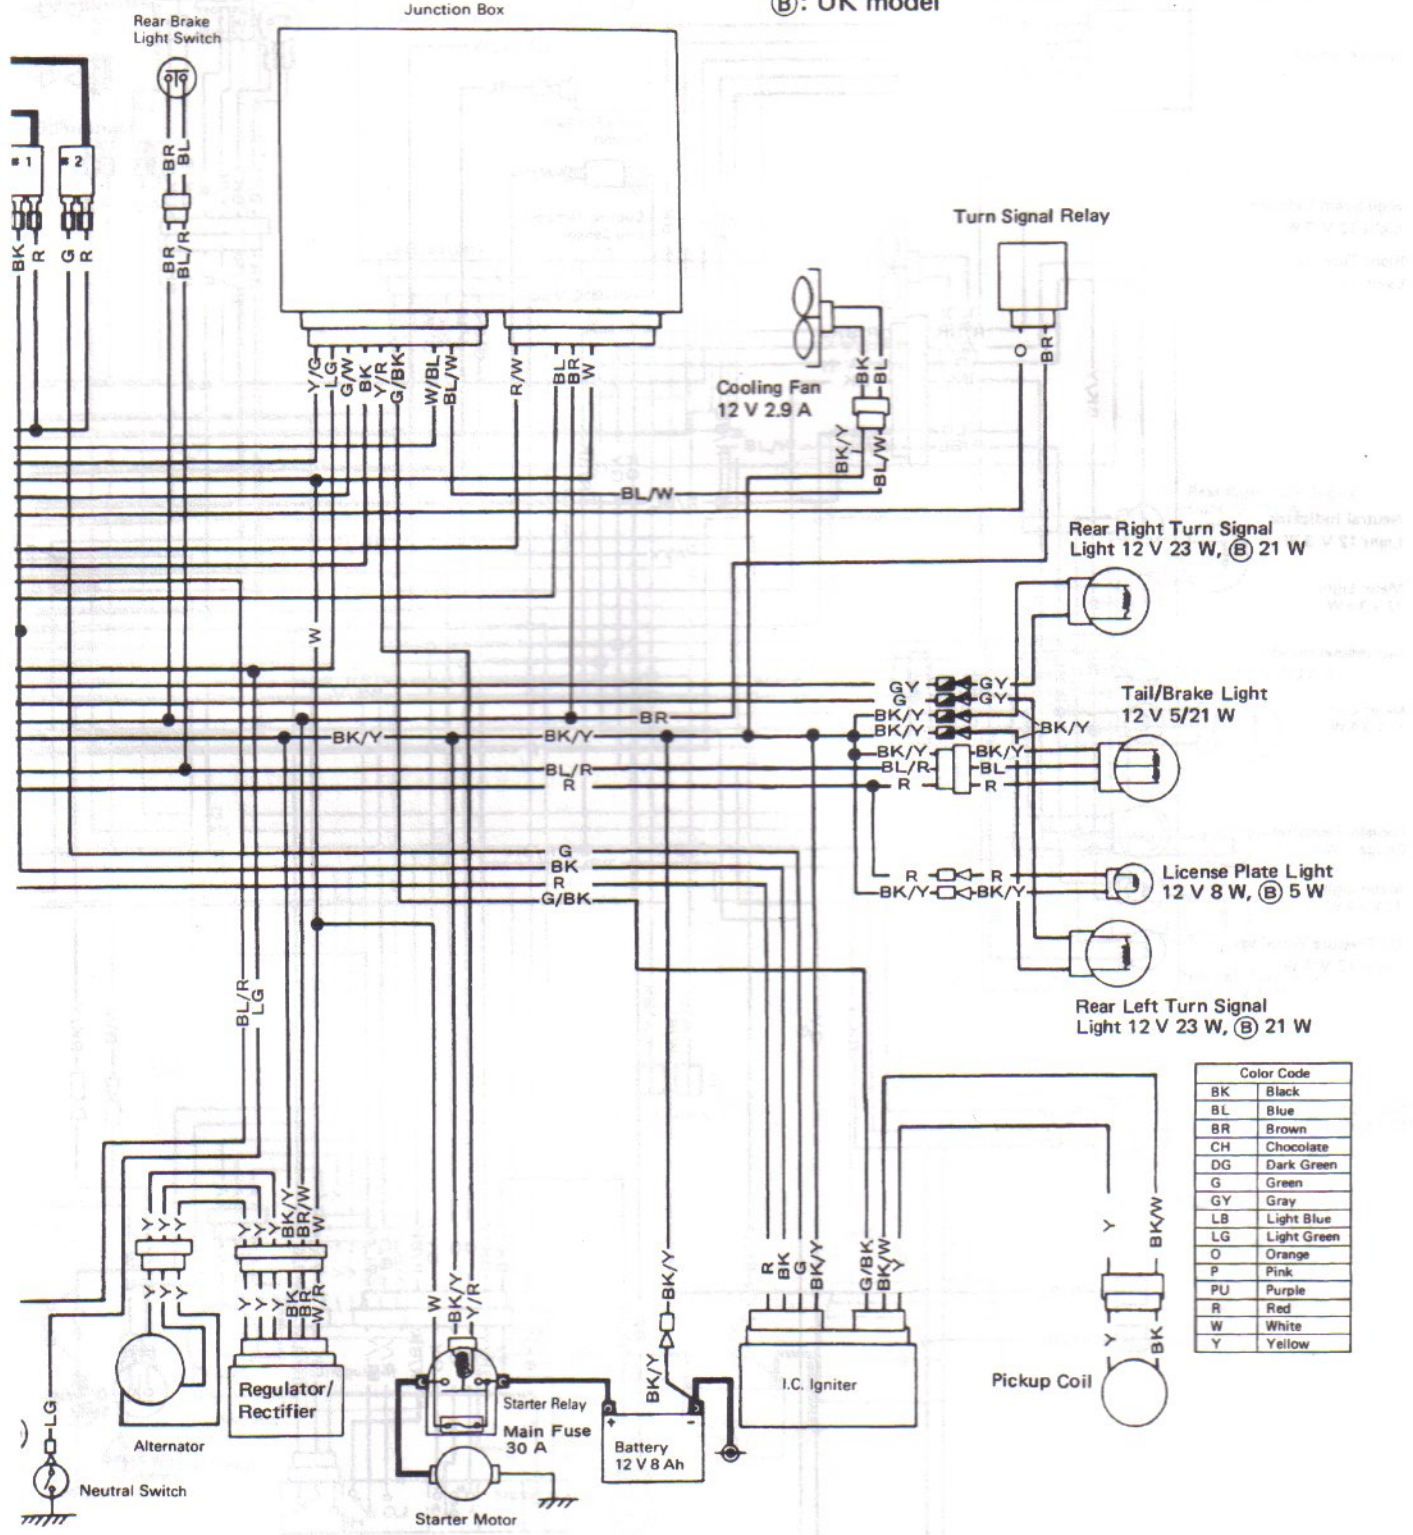 Junction Box
Ⓑ: UK model
Rear Brake
Light Switch
# 1
# 2
BR
BL
BR
BL/R
BK
R
G
R
Y/G
LG
G/W
BK
Y/R
G/BK
W/BL
BL/W
R/W
BL
BR
W
Turn Signal Relay
O
BR
Cooling Fan
12 V 2.9 A
BK
BL
BK/Y
BL/W
BL/W
Rear Right Turn Signal
Light 12 V 23 W, Ⓑ 21 W
W
GY
GY
G
GY
BR
BK/Y
BK/Y
BK/Y
BK/Y
BK/Y
BK/Y
Tail/Brake Light
12 V 5/21 W
BK/Y
BK/Y
BL/R
BL/R
BL
R
R
R
G
BK
R
G/BK
R
R
BK/Y
BK/Y
License Plate Light
12 V 8 W, Ⓑ 5 W
Rear Left Turn Signal
Light 12 V 23 W, Ⓑ 21 W
BL/R
LG
Color Code
BK Black
BL Blue
BR Brown
CH Chocolate
DG Dark Green
G Green
GY Gray
LB Light Blue
LG Light Green
O Orange
P Pink
PU Purple
R Red
W White
Y Yellow
Y
Y
Y
Y
Y
Y
BK/Y
BR/W
W
Y
Y
Y
Y
Y
Y
BK
BR
W/R
W
BK/Y
Y/R
BK/Y
BK/Y
R
BK
G
BK/Y
G/BK
BK/W
Y
Y
BK/W
Y
BK
LG
Alternator
Neutral Switch
Regulator/
Rectifier
Starter Relay
Main Fuse
30 A
Starter Motor
+
-
Battery
12 V 8 Ah
I.C. Igniter
Pickup Coil